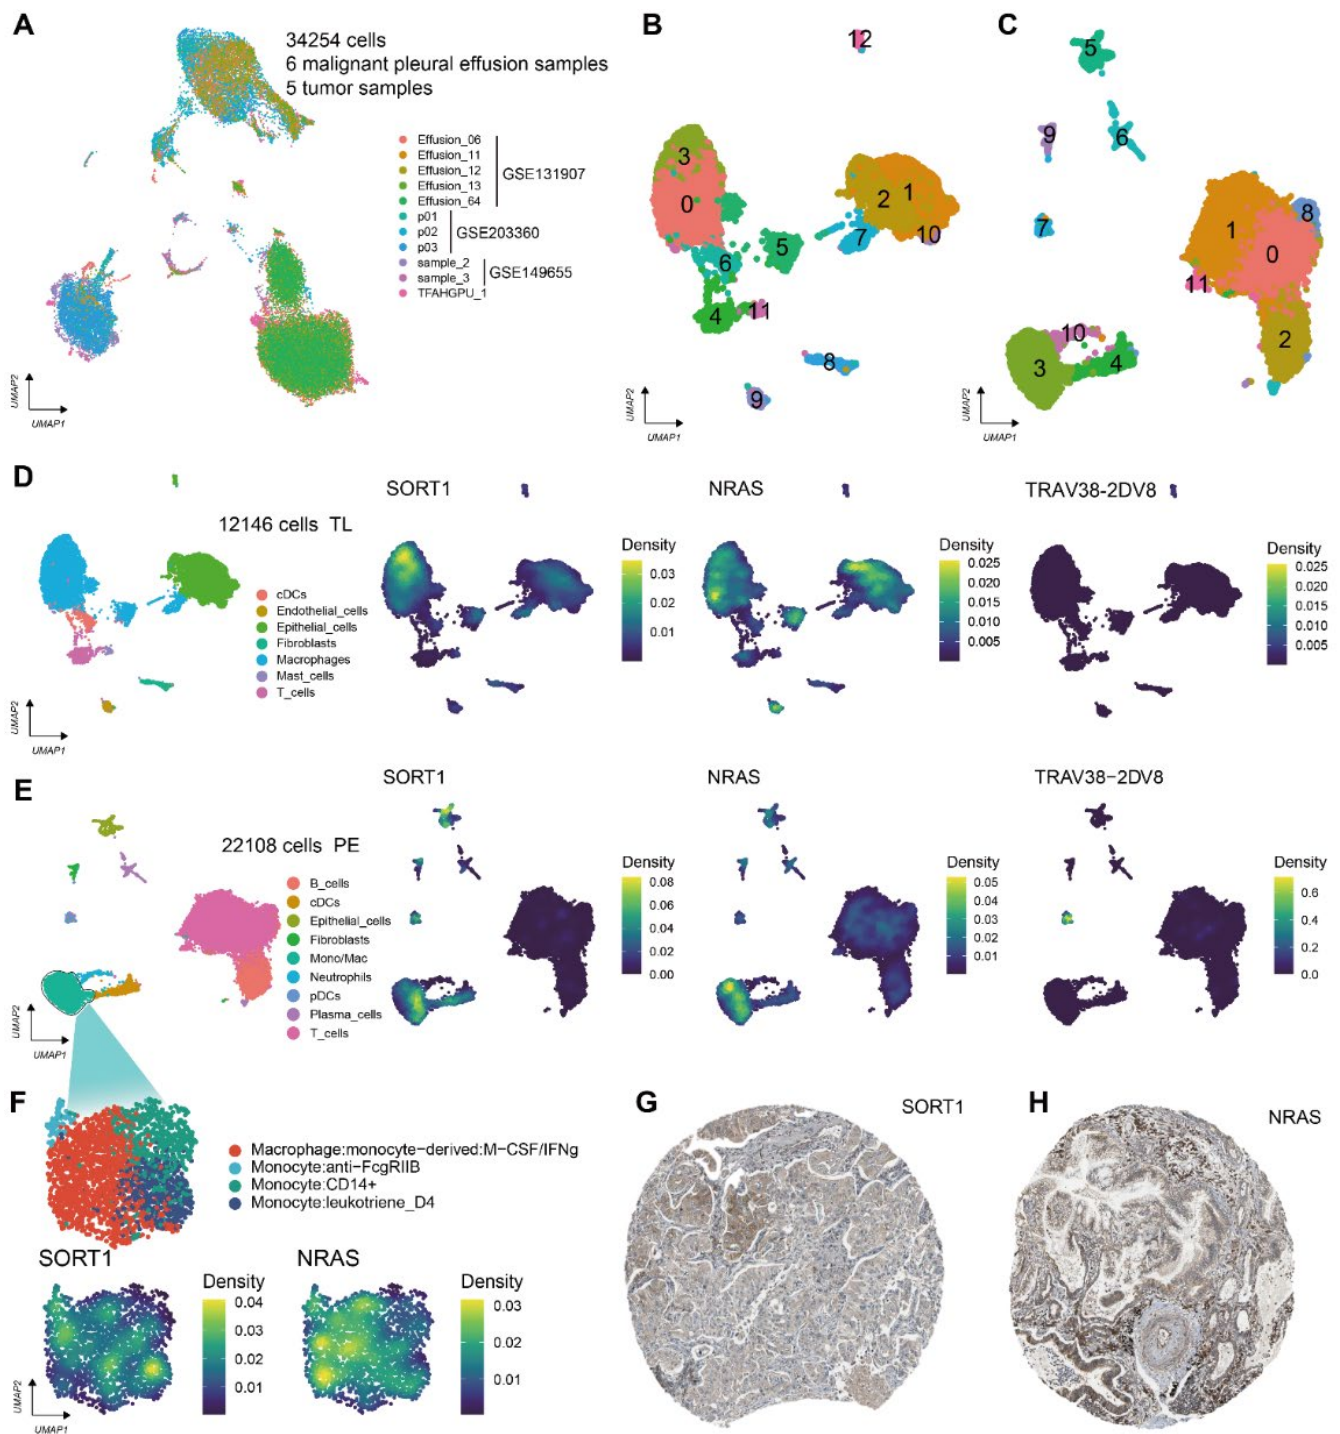 A
34254 cells
6 malignant pleural effusion samples
5 tumor samples
Effusion_06
Effusion_11
Effusion_12
Effusion_13
Effusion_64
GSE131907
p01
p02
p03
GSE203360
sample_2
sample_3
GSE149655
TFAHGPU_1
UMAP2
UMAP1
B
12
3
0
2
1
7
10
5
6
4
11
8
9
UMAP2
UMAP1
C
5
9
6
7
8
1
0
11
2
10
3
4
UMAP2
UMAP1
D
12146 cells TL
cDCs
Endothelial_cells
Epithelial_cells
Fibroblasts
Macrophages
Mast_cells
T_cells
UMAP2
UMAP1
SORT1
Density
0.03
0.02
0.01
NRAS
Density
0.025
0.020
0.015
0.010
0.005
TRAV38-2DV8
Density
0.025
0.020
0.015
0.010
0.005
E
22108 cells PE
B_cells
cDCs
Epithelial_cells
Fibroblasts
Mono/Mac
Neutrophils
pDCs
Plasma_cells
T_cells
UMAP2
UMAP1
SORT1
Density
0.08
0.06
0.04
0.02
0.00
NRAS
Density
0.05
0.04
0.03
0.02
0.01
TRAV38−2DV8
Density
0.6
0.4
0.2
0.0
F
Macrophage:monocyte−derived:M−CSF/IFNg
Monocyte:anti−FcgRIIB
Monocyte:CD14+
Monocyte:leukotriene_D4
SORT1
Density
0.04
0.03
0.02
0.01
NRAS
Density
0.03
0.02
0.01
UMAP2
UMAP1
G
SORT1
H
NRAS